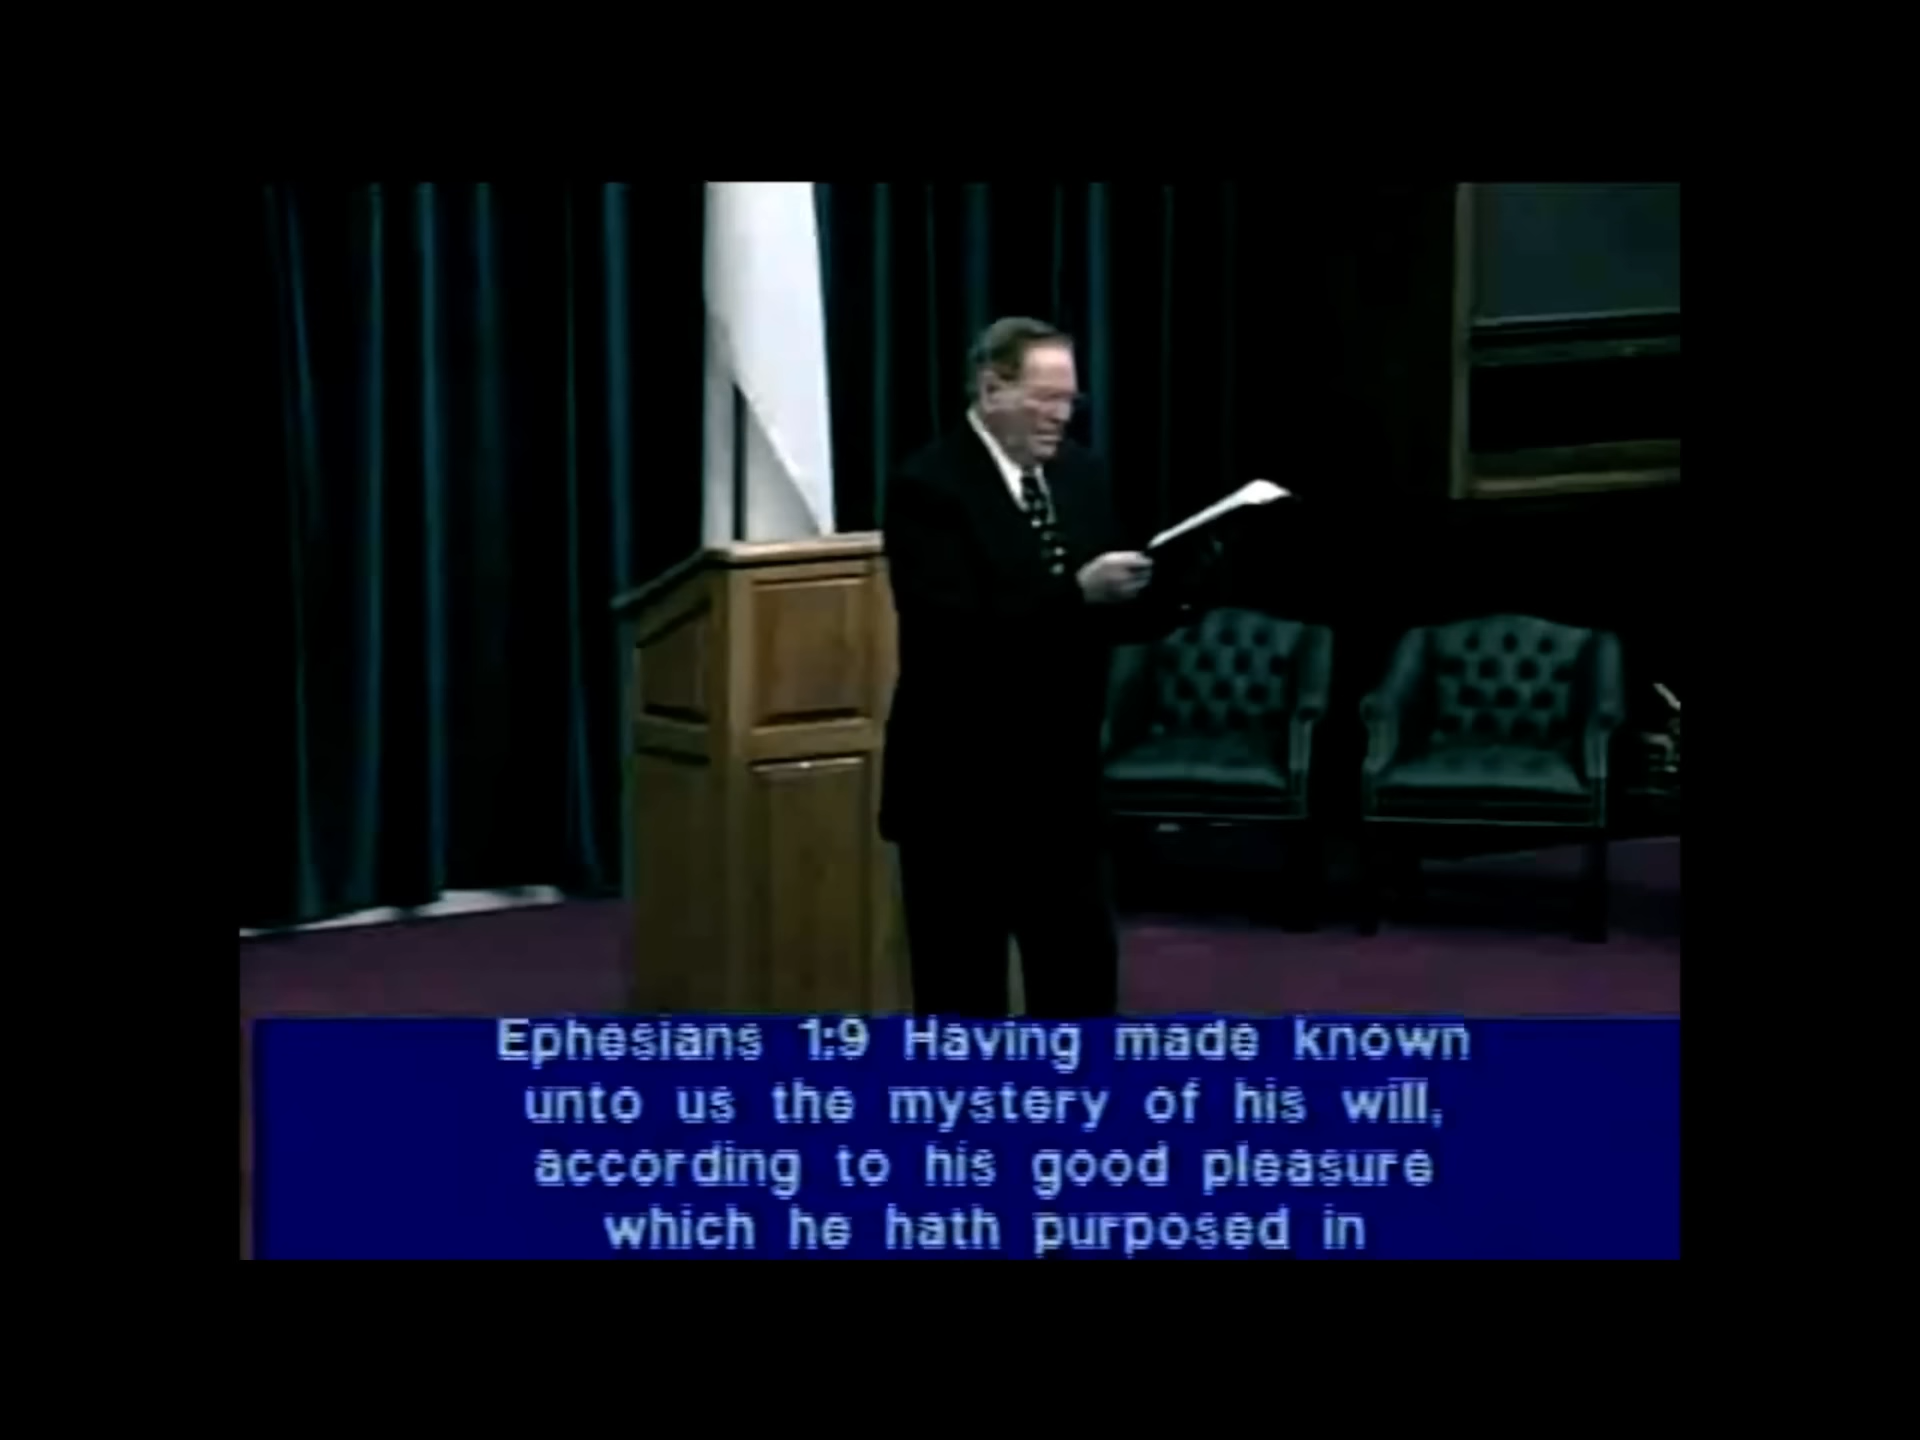 Ephesians 1:9 Having made known
unto us the mystery of his will,
according to his good pleasure
which he hath purposed in